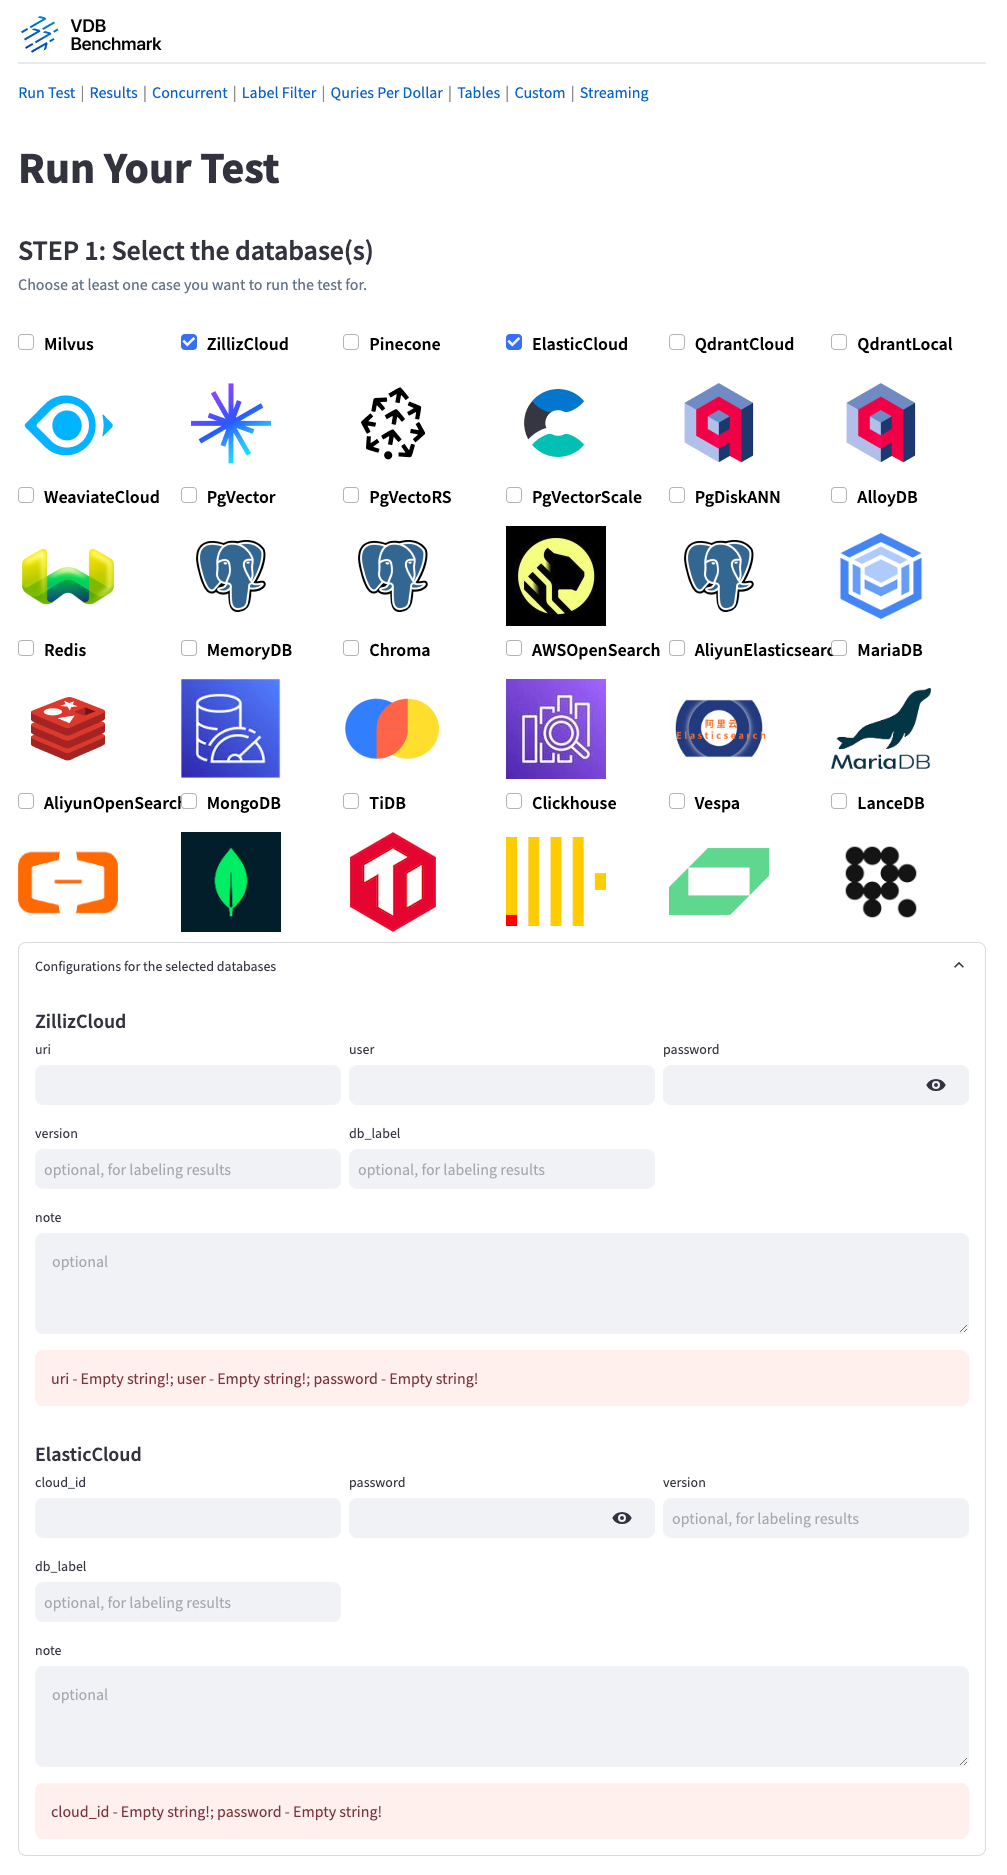 VDB
Benchmark
Run Test | Results | Concurrent | Label Filter | Quries Per Dollar | Tables | Custom | Streaming
Run Your Test
STEP 1: Select the database(s)
Choose at least one case you want to run the test for.
Milvus ZillizCloud Pinecone ElasticCloud QdrantCloud QdrantLocal
WeaviateCloud PgVector PgVectoRS PgVectorScale PgDiskANN AlloyDB
Redis MemoryDB Chroma AWSOpenSearch AliyunElasticsearc MariaDB
阿里云
Elasticsearch
MariaDB
AliyunOpenSearch MongoDB TiDB Clickhouse Vespa LanceDB
Configurations for the selected databases
ZillizCloud
uri user password
version db_label
optional, for labeling results optional, for labeling results
note
optional
uri - Empty string!; user - Empty string!; password - Empty string!
ElasticCloud
cloud_id password version
optional, for labeling results
db_label
optional, for labeling results
note
optional
cloud_id - Empty string!; password - Empty string!